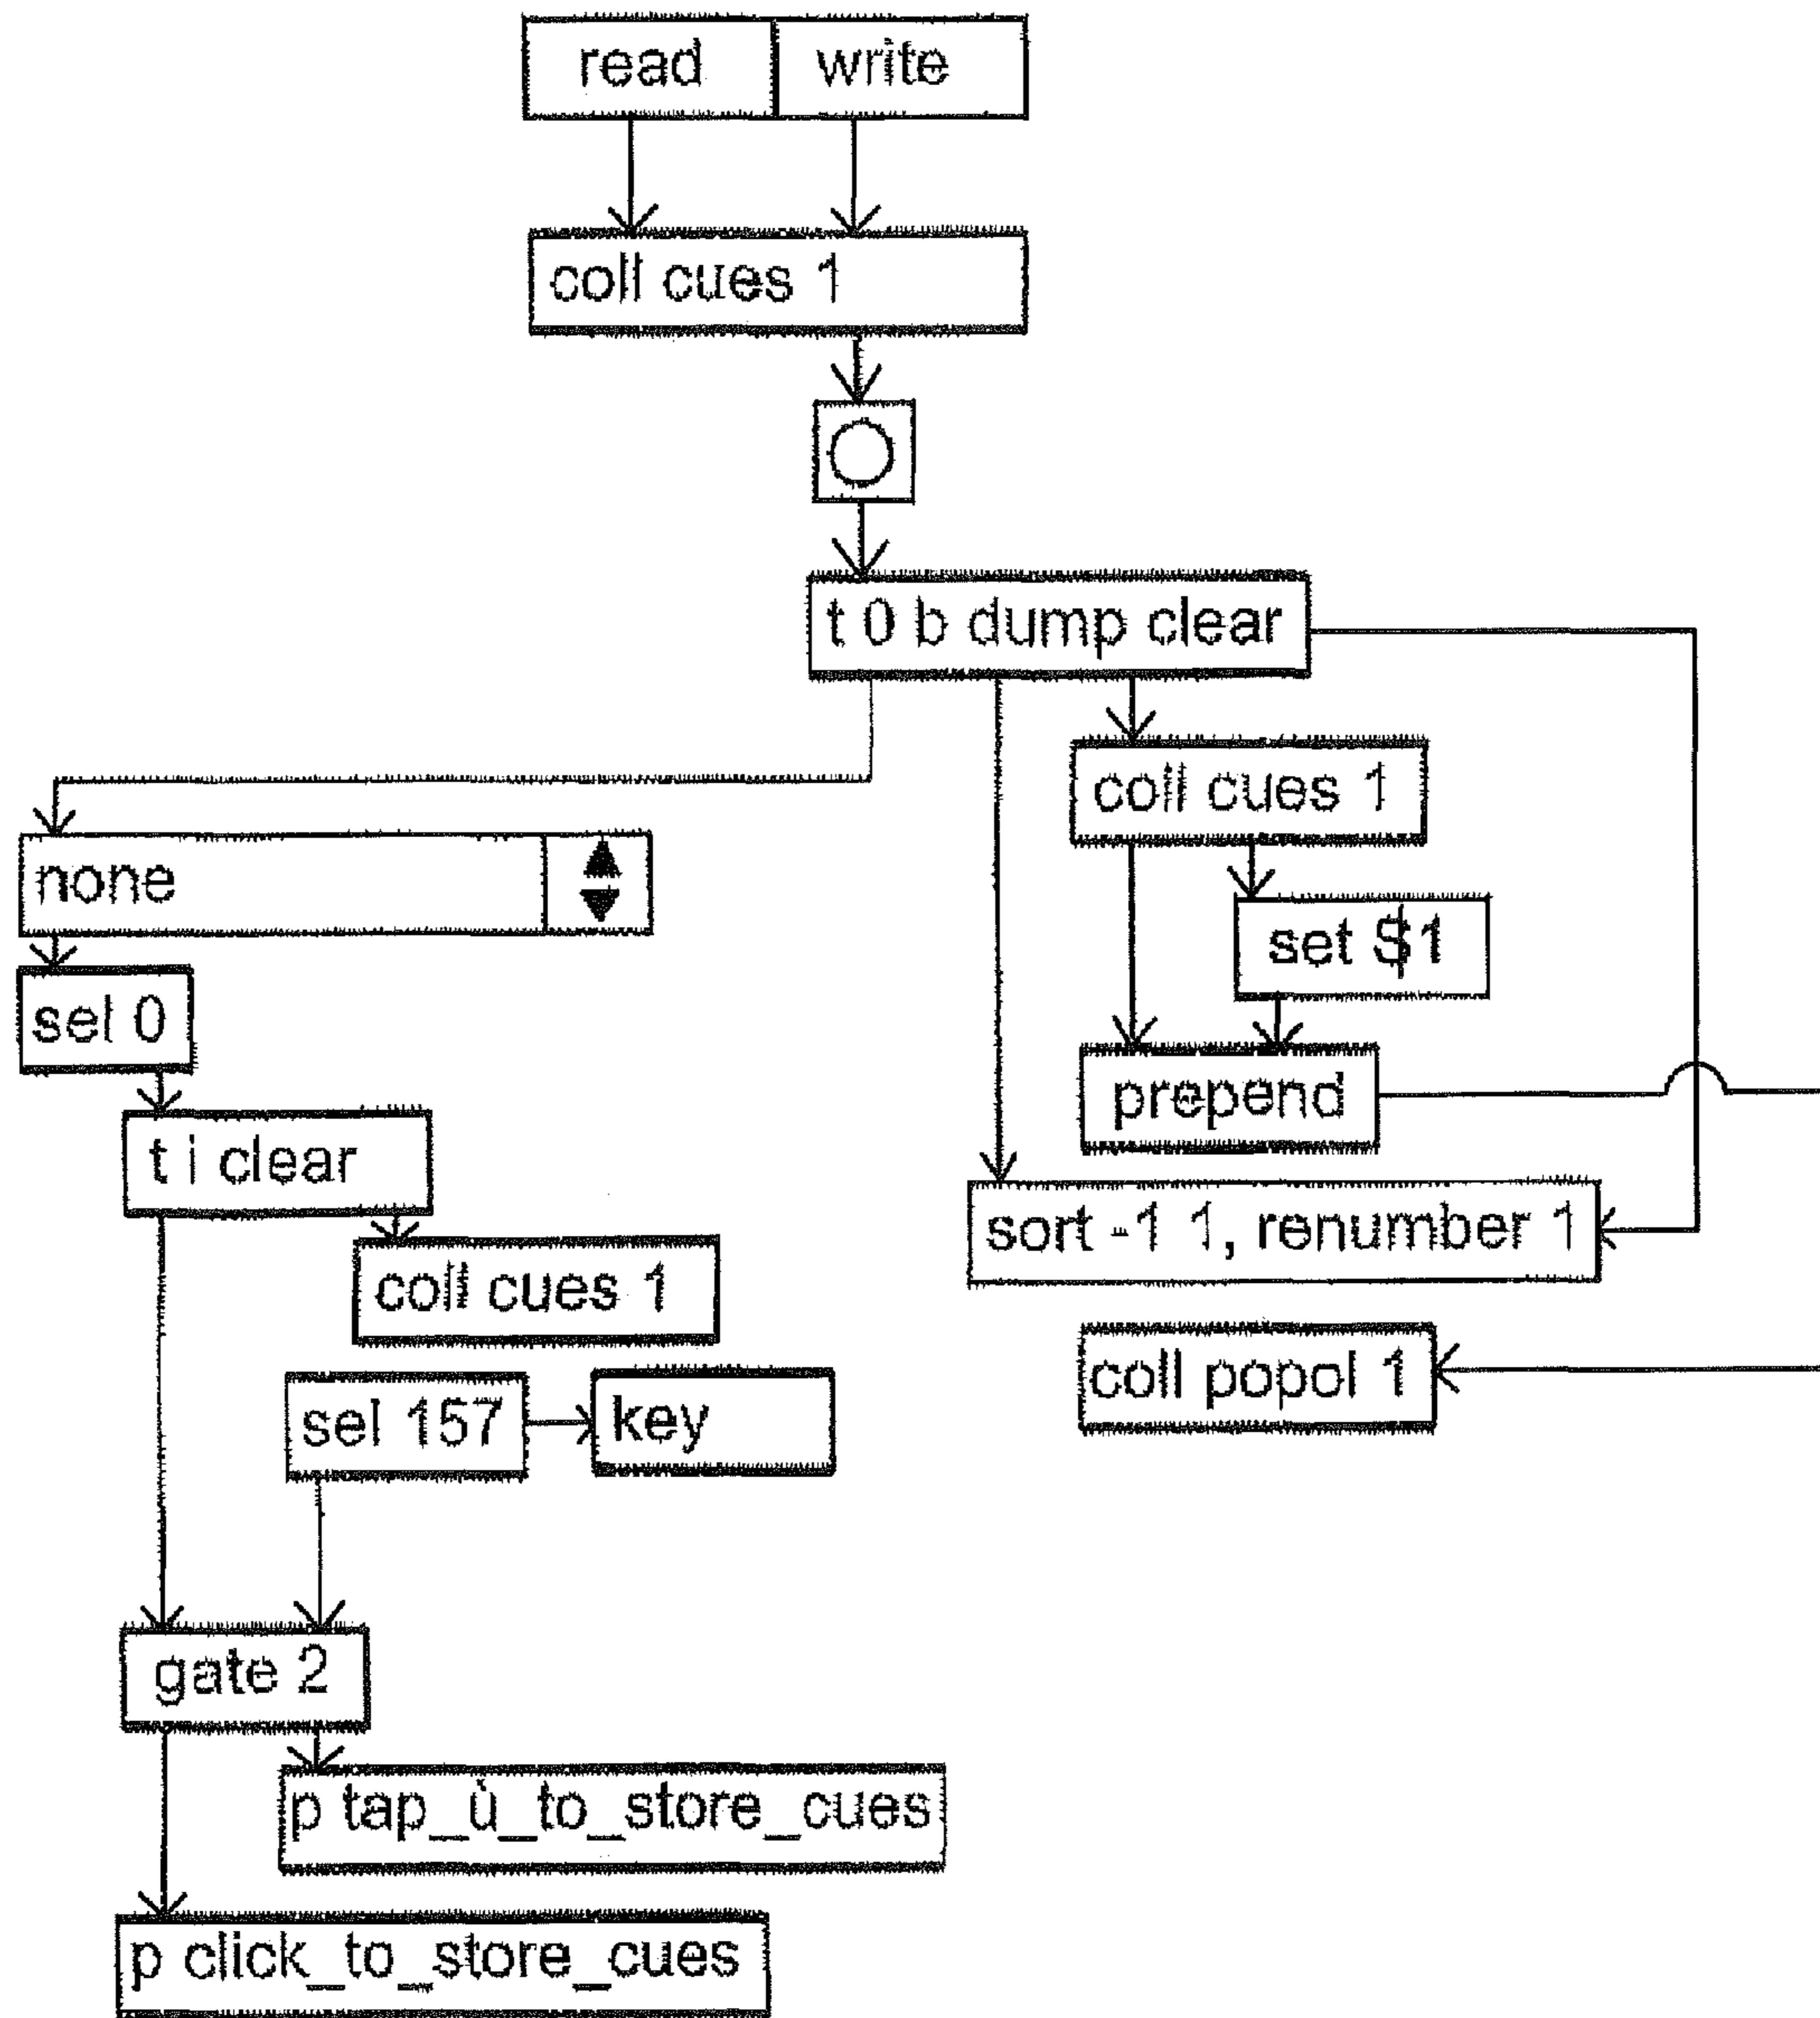 read write
coll cues 1
t 0 b dump clear
coll cues 1
none
set $1
sel 0
prepend
t i clear
sort -1 1, renumber 1
coll cues 1
coll popol 1
sel 157
key
gate 2
p tap_ù_to_store_cues
p click_to_store_cues